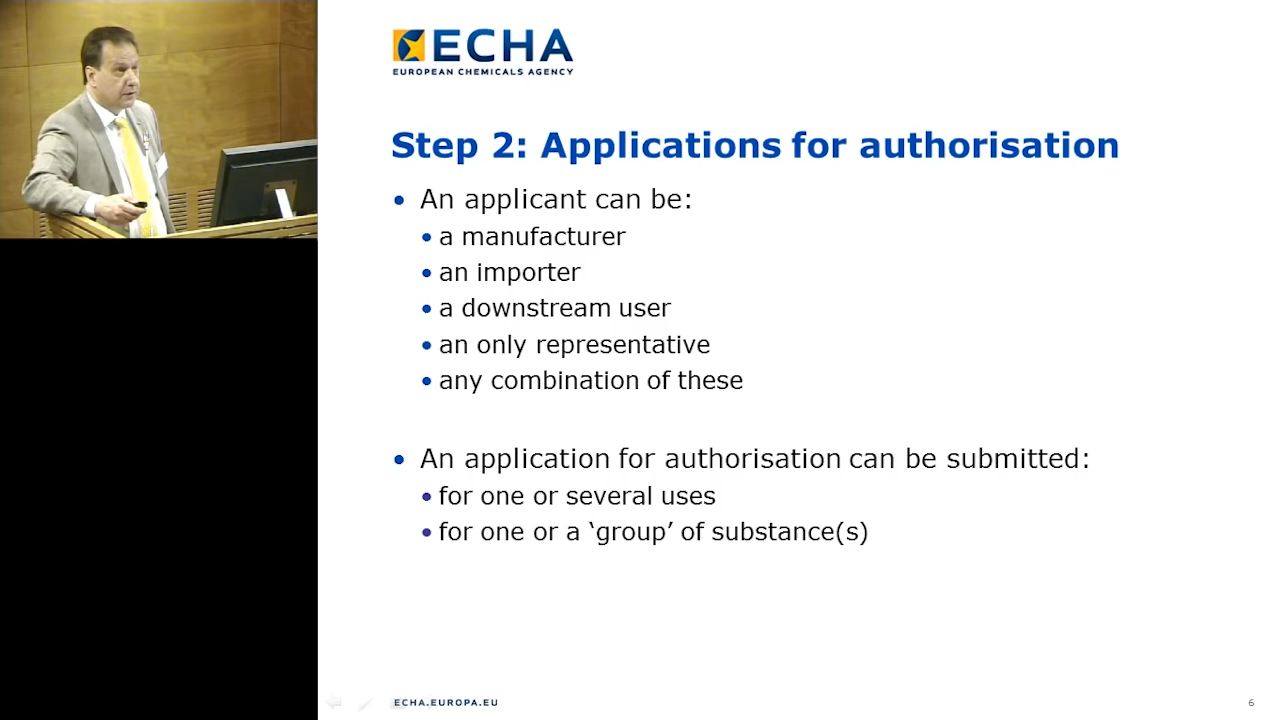 ECHA
EUROPEAN CHEMICALS AGENCY
Step 2: Applications for authorisation
• An applicant can be:
• a manufacturer
• an importer
• a downstream user
• an only representative
• any combination of these
• An application for authorisation can be submitted:
• for one or several uses
• for one or a ‘group’ of substance(s)
ECHA.EUROPA.EU
6